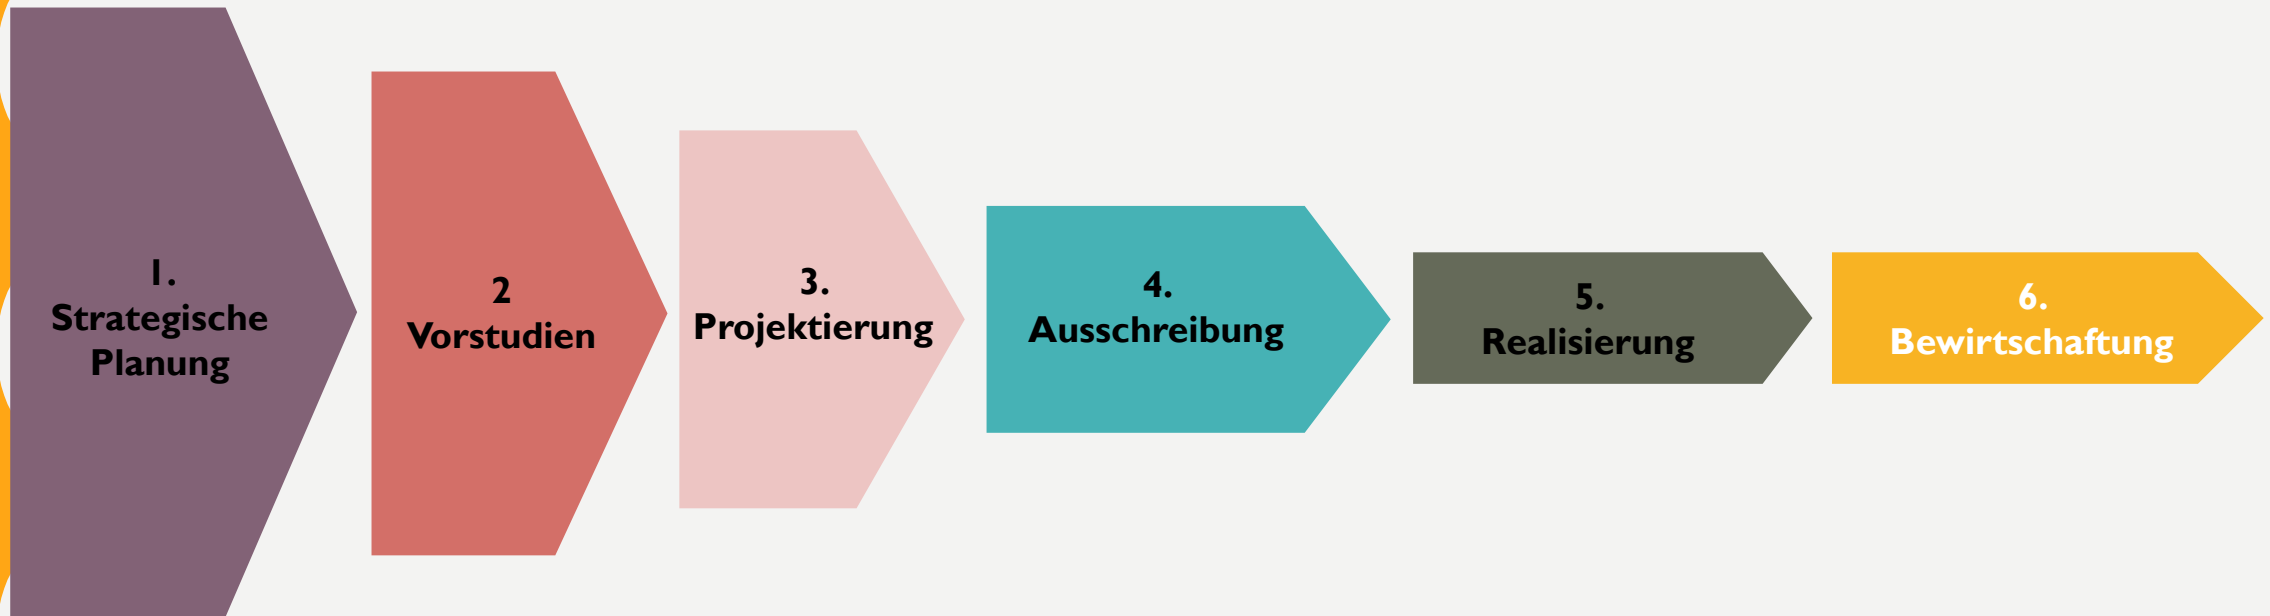 1.
Strategische
Planung
2
Vorstudien
3.
Projektierung
4.
Ausschreibung
5.
Realisierung
6.
Bewirtschaftung